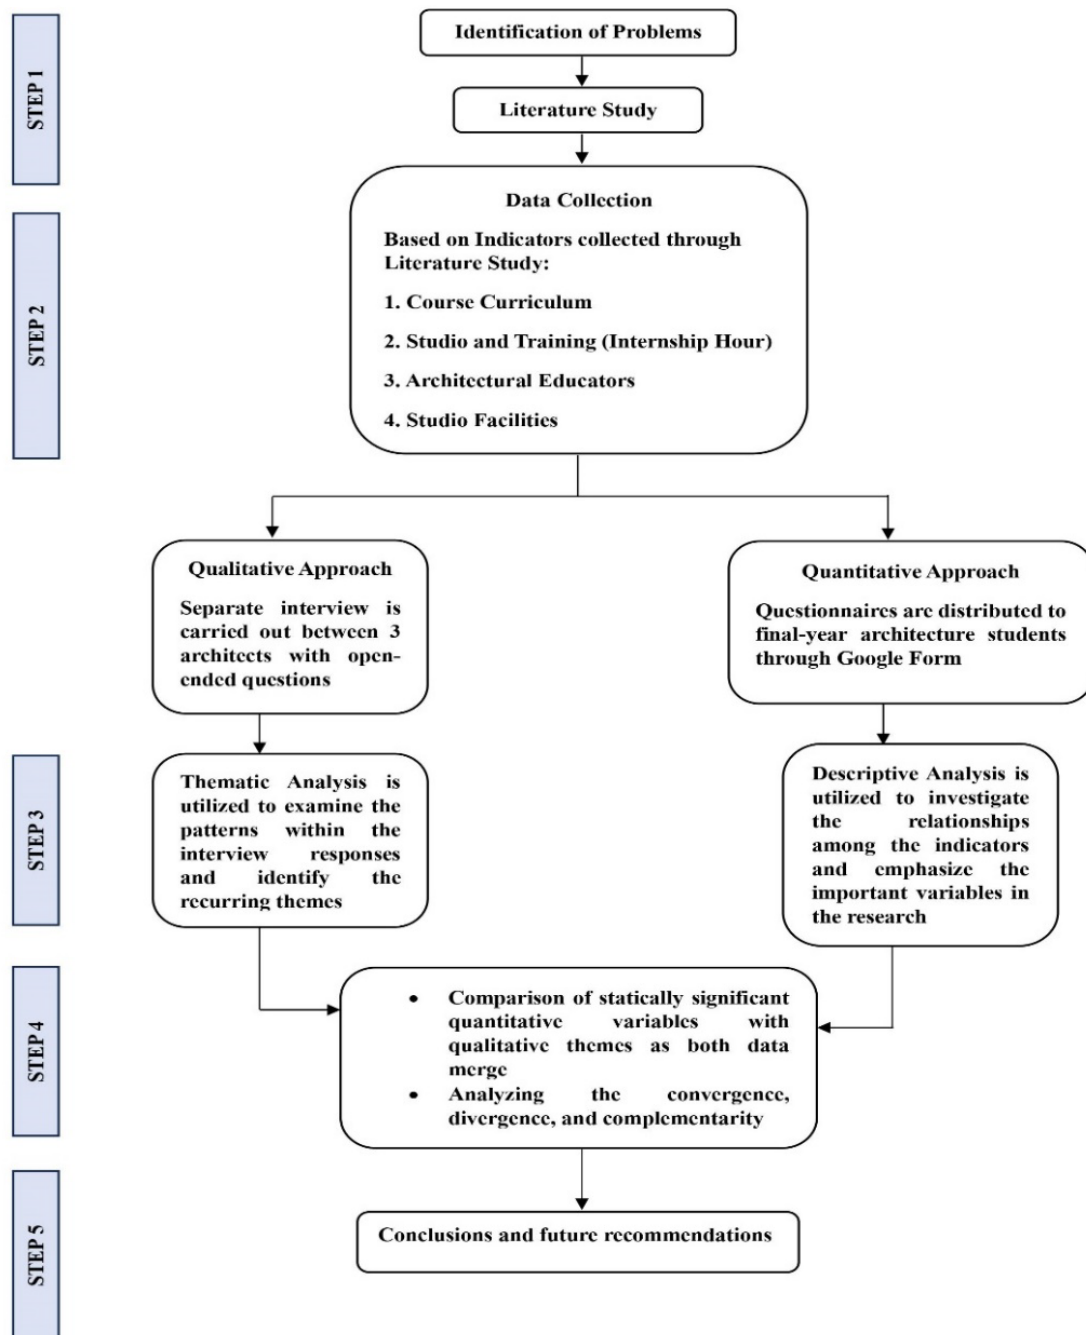 STEP 1
Identification of Problems
Literature Study
STEP 2
Data Collection
Based on Indicators collected through
Literature Study:
1. Course Curriculum
2. Studio and Training (Internship Hour)
3. Architectural Educators
4. Studio Facilities
Qualitative Approach
Separate interview is
carried out between 3
architects with open-
ended questions
Quantitative Approach
Questionnaires are distributed to
final-year architecture students
through Google Form
STEP 3
Thematic Analysis is
utilized to examine the
patterns within the
interview responses
and identify the
recurring themes
Descriptive Analysis is
utilized to investigate
the relationships
among the indicators
and emphasize the
important variables in
the research
STEP 4
• Comparison of statically significant
quantitative variables with
qualitative themes as both data
merge
• Analyzing the convergence,
divergence, and complementarity
STEP 5
Conclusions and future recommendations